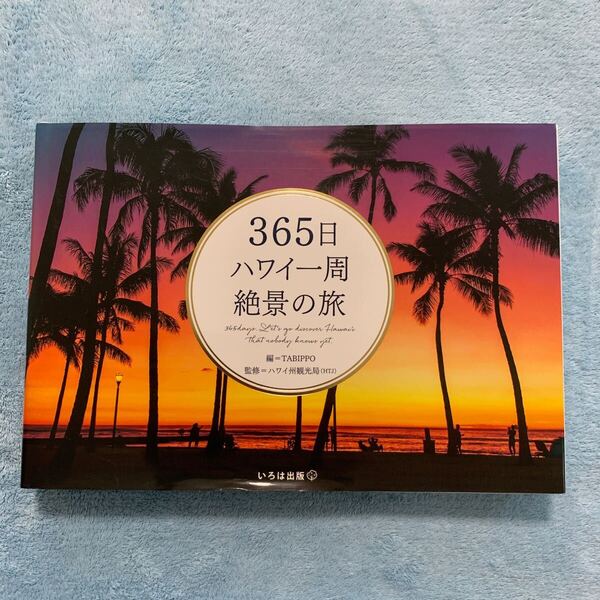 365日
ハワイ一周
絶景の旅
365days. Let's go discover Hawai'i
that nobody knows yet.
編＝TABIPPO
監修＝ハワイ州観光局(HTJ)
いろは出版